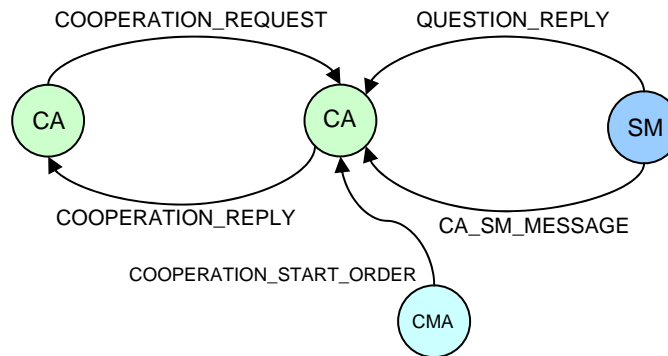 COOPERATION_REQUEST
QUESTION_REPLY
CA
CA
SM
COOPERATION_REPLY
CA_SM_MESSAGE
COOPERATION_START_ORDER
CMA